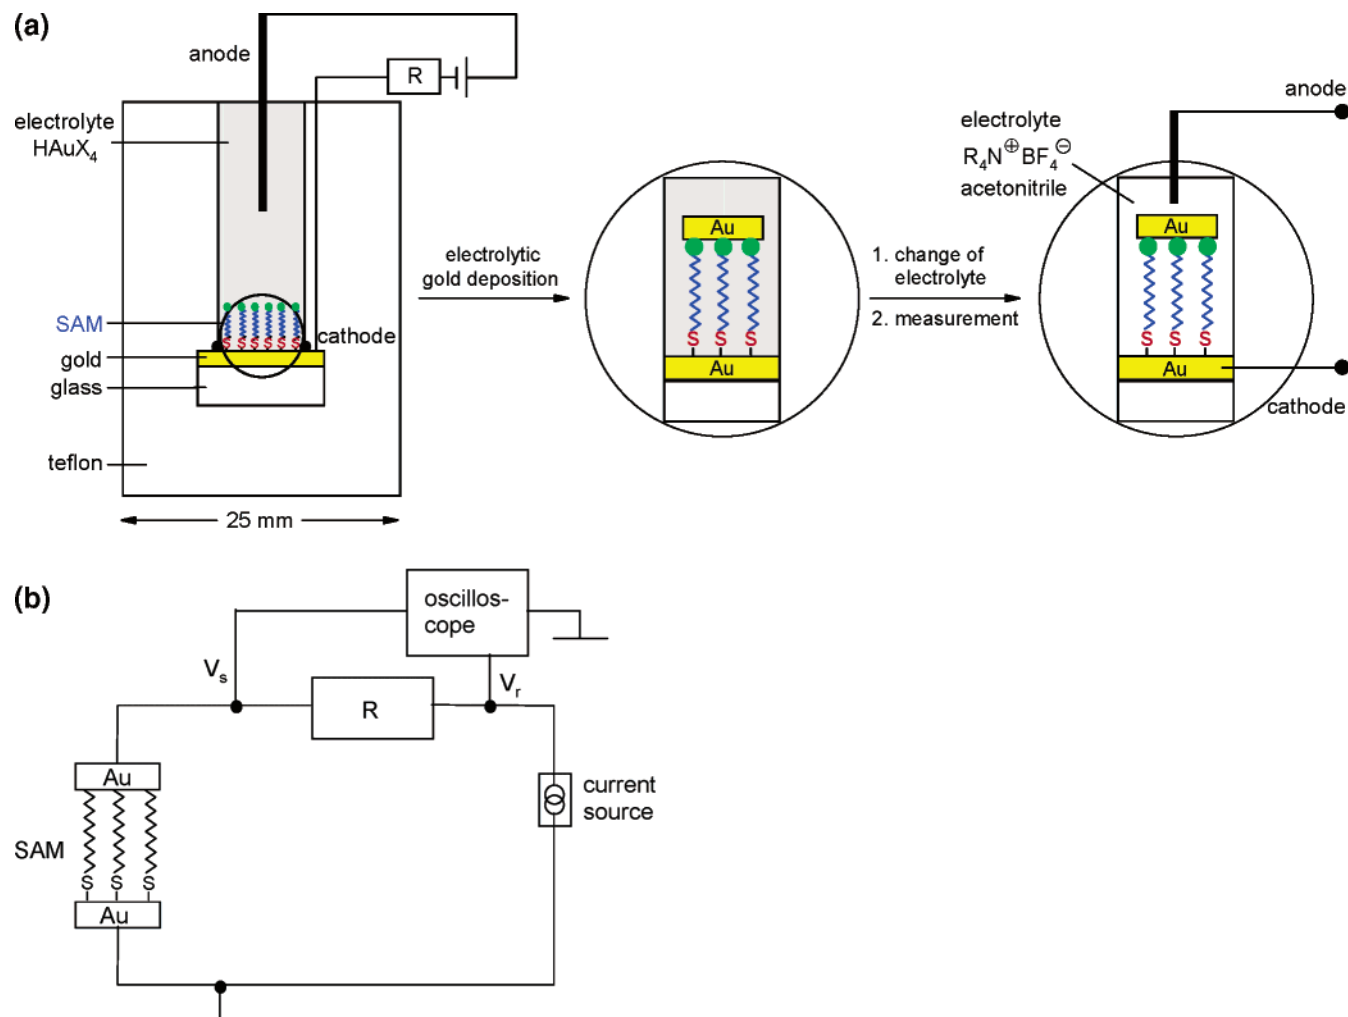 (a)
anode
R
electrolyte
HAuX₄
SAM
S S S S S S
cathode
gold
glass
teflon
25 mm
electrolytic
gold deposition
Au
S S S
Au
1. change of
electrolyte
2. measurement
anode
electrolyte
R₄N⊕BF₄⊖
acetonitrile
Au
S S S
Au
cathode
(b)
oscillos-
cope
Vₛ
R
Vᵣ
Au
current
source
SAM
S S S
Au